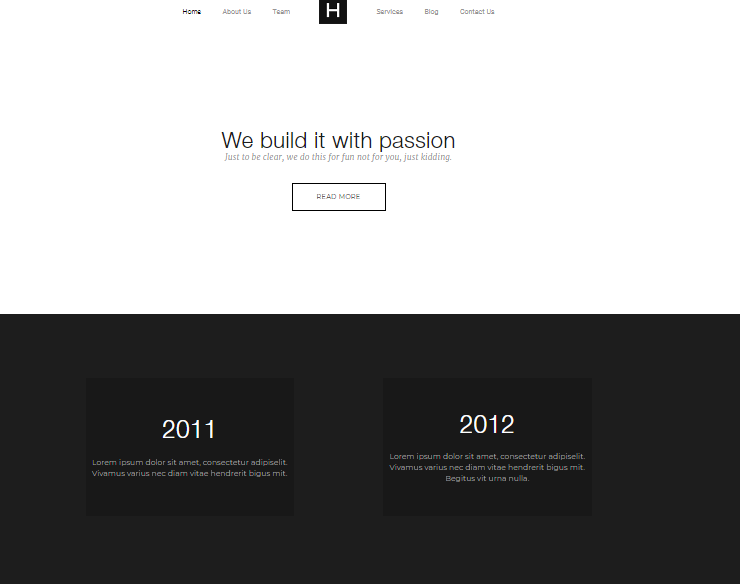 Home About Us Team H Services Blog Contact Us
We build it with passion
Just to be clear, we do this for fun not for you, just kidding.
READ MORE
2011
Lorem ipsum dolor sit amet, consectetur adipiselit.
Vivamus varius nec diam vitae hendrerit bigus mit.
2012
Lorem ipsum dolor sit amet, consectetur adipiselit.
Vivamus varius nec diam vitae hendrerit bigus mit.
Begitus vit urna nulla.